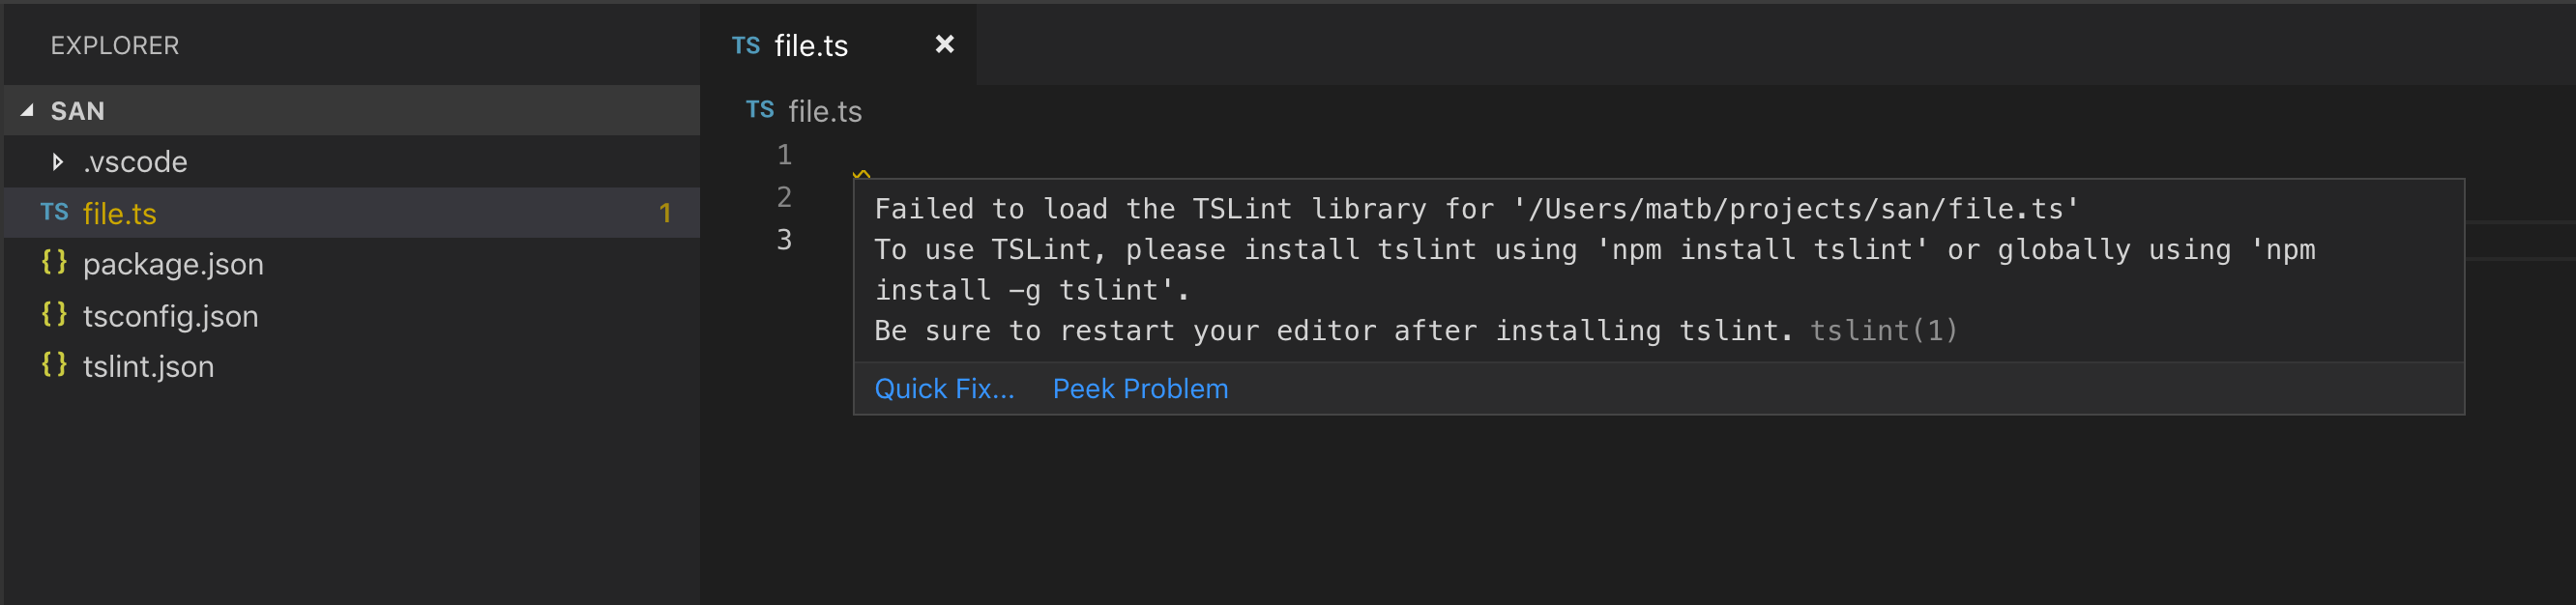 EXPLORER
SAN
.vscode
TS file.ts 1
{} package.json
{} tsconfig.json
{} tslint.json
TS file.ts
TS file.ts
1
2
3
Failed to load the TSLint library for '/Users/matb/projects/san/file.ts'
To use TSLint, please install tslint using 'npm install tslint' or globally using 'npm
install -g tslint'.
Be sure to restart your editor after installing tslint. tslint(1)
Quick Fix... Peek Problem